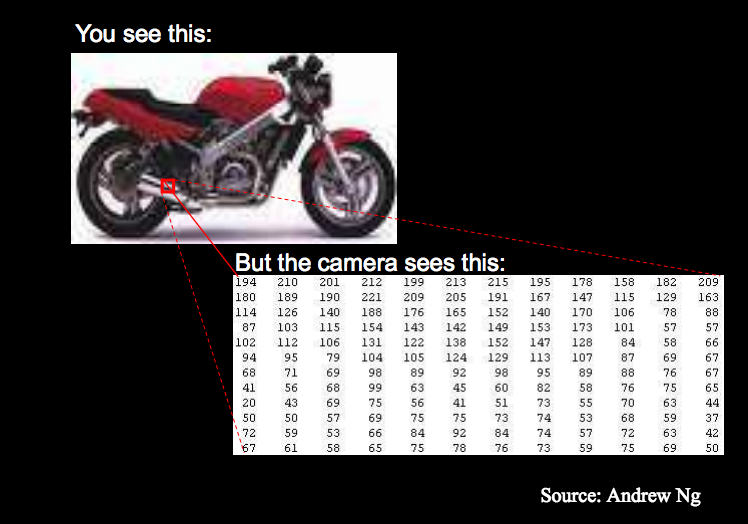 You see this:
But the camera sees this:
194 210 201 212 199 213 215 195 178 158 182 209
180 189 190 221 209 205 191 167 147 115 129 163
114 126 140 188 176 165 152 140 170 106 78 88
87 103 115 154 143 142 149 153 173 101 57 57
102 112 106 131 122 138 152 147 128 84 58 66
94 95 79 104 105 124 129 113 107 87 69 67
68 71 69 98 89 92 98 95 89 88 76 67
41 56 68 99 63 45 60 82 58 76 75 65
20 43 69 75 56 41 51 73 55 70 63 44
50 50 57 69 75 75 73 74 53 68 59 37
72 59 53 66 84 92 84 74 57 72 63 42
67 61 58 65 75 78 76 73 59 75 69 50
Source: Andrew Ng